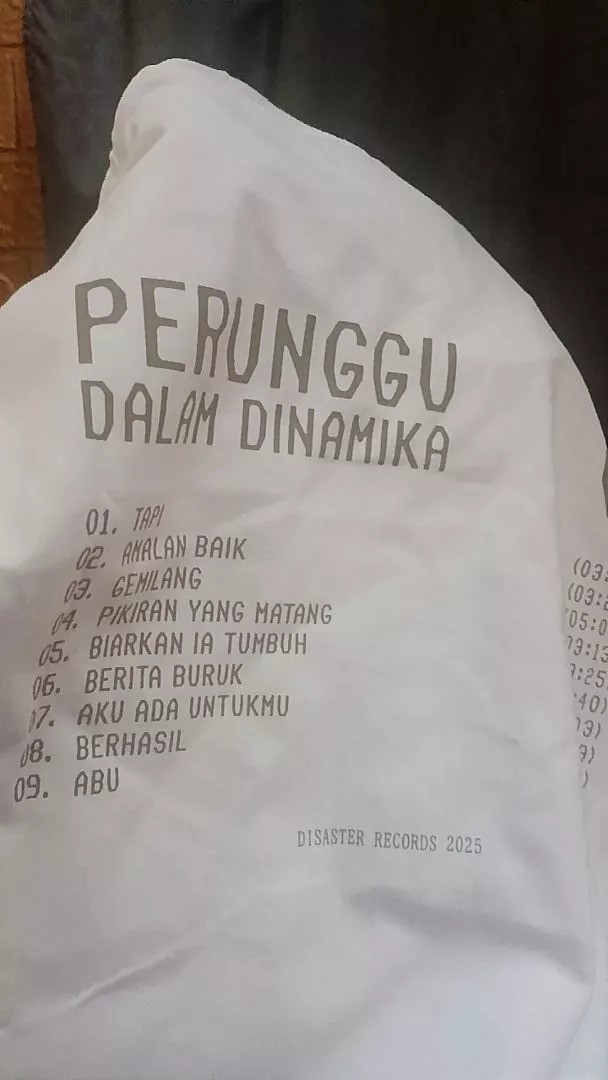 PERUNGGU
DALAM DINAMIKA
01. TAPI
02. AMALAN BAIK
03. GEMILANG
04. PIKIRAN YANG MATANG
05. BIARKAN IA TUMBUH
06. BERITA BURUK
07. AKU ADA UNTUKMU
08. BERHASIL
09. ABU
DISASTER RECORDS 2025